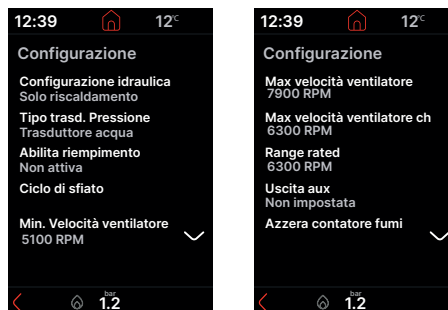 12:39 12°C
Configurazione
Configurazione idraulica
Solo riscaldamento
Tipo trasd. Pressione
Trasduttore acqua
Abilita riempimento
Non attiva
Ciclo di sfiato
Min. Velocità ventilatore
5100 RPM
bar
1.2
12:39 12°C
Configurazione
Max velocità ventilatore
7900 RPM
Max velocità ventilatore ch
6300 RPM
Range rated
6300 RPM
Uscita aux
Non impostata
Azzera contatore fumi
bar
1.2